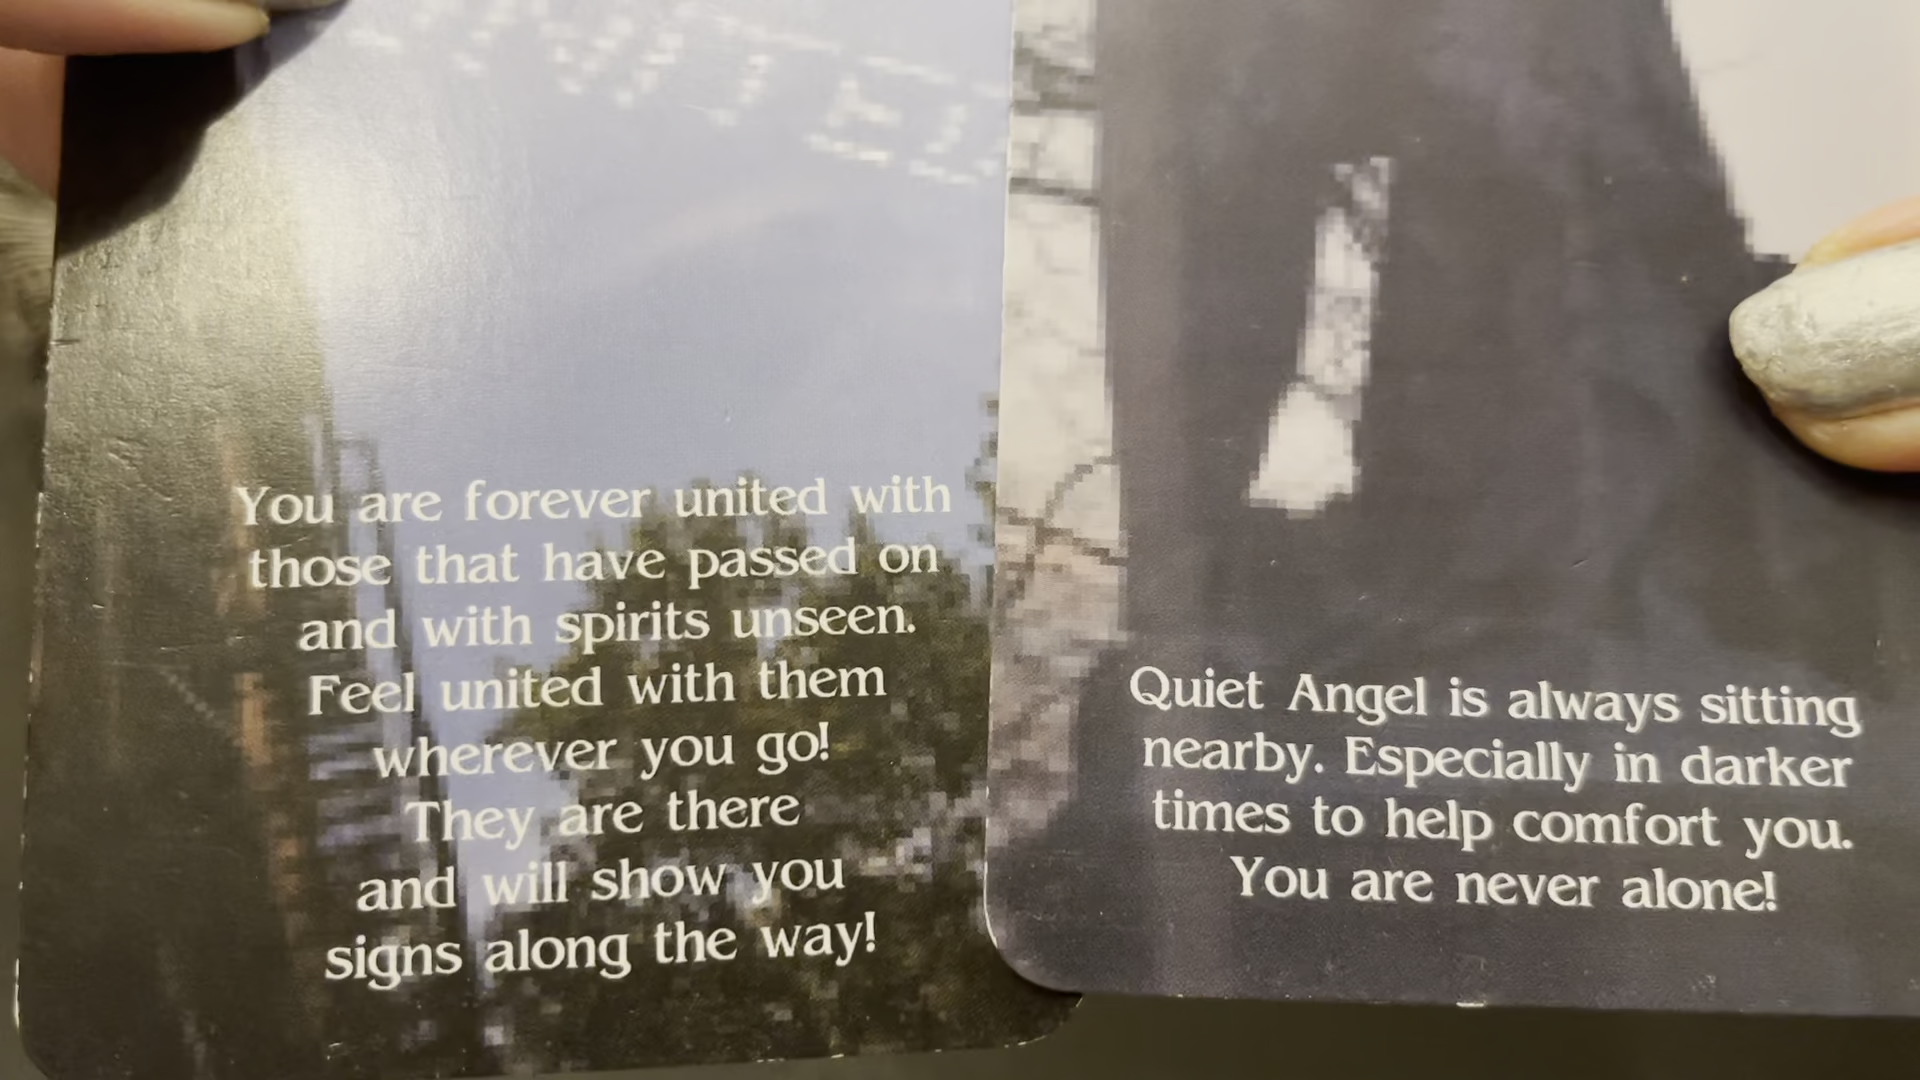 You are forever united with
those that have passed on
and with spirits unseen.
Feel united with them
wherever you go!
They are there
and will show you
signs along the way!
Quiet Angel is always sitting
nearby. Especially in darker
times to help comfort you.
You are never alone!